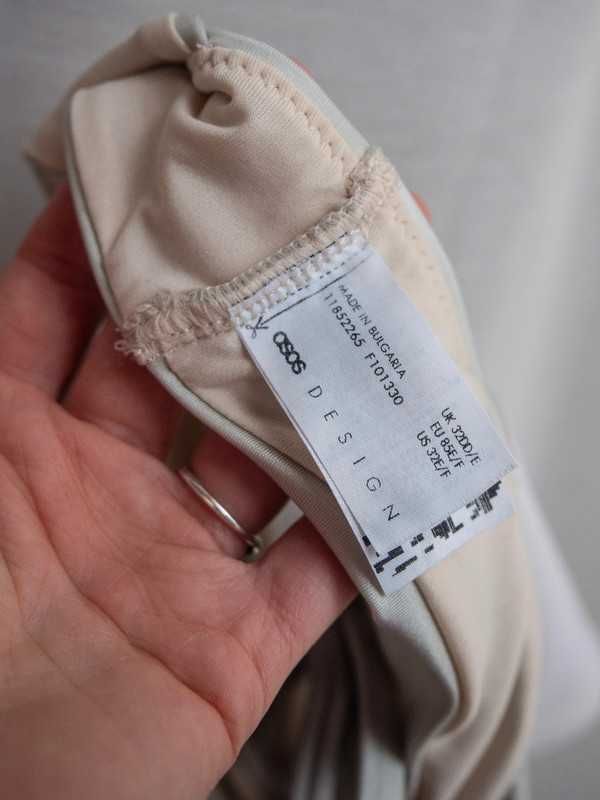 MADE IN BULGARIA
11852265 F101330
asos
DESIGN
UK 32DD/E
EU 85E/F
US 32E/F